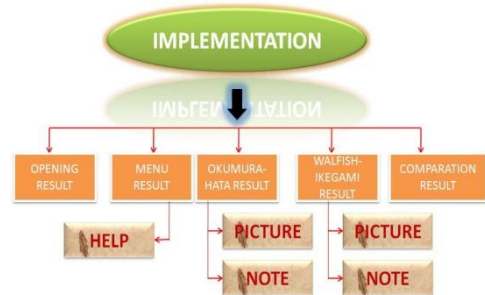 IMPLEMENTATION
IMPLEMENTATION
OPENING
RESULT
MENU
RESULT
OKUMURA-
HATA RESULT
WALFISH-
IKEGAMI
RESULT
COMPARATION
RESULT
HELP
PICTURE
NOTE
PICTURE
NOTE